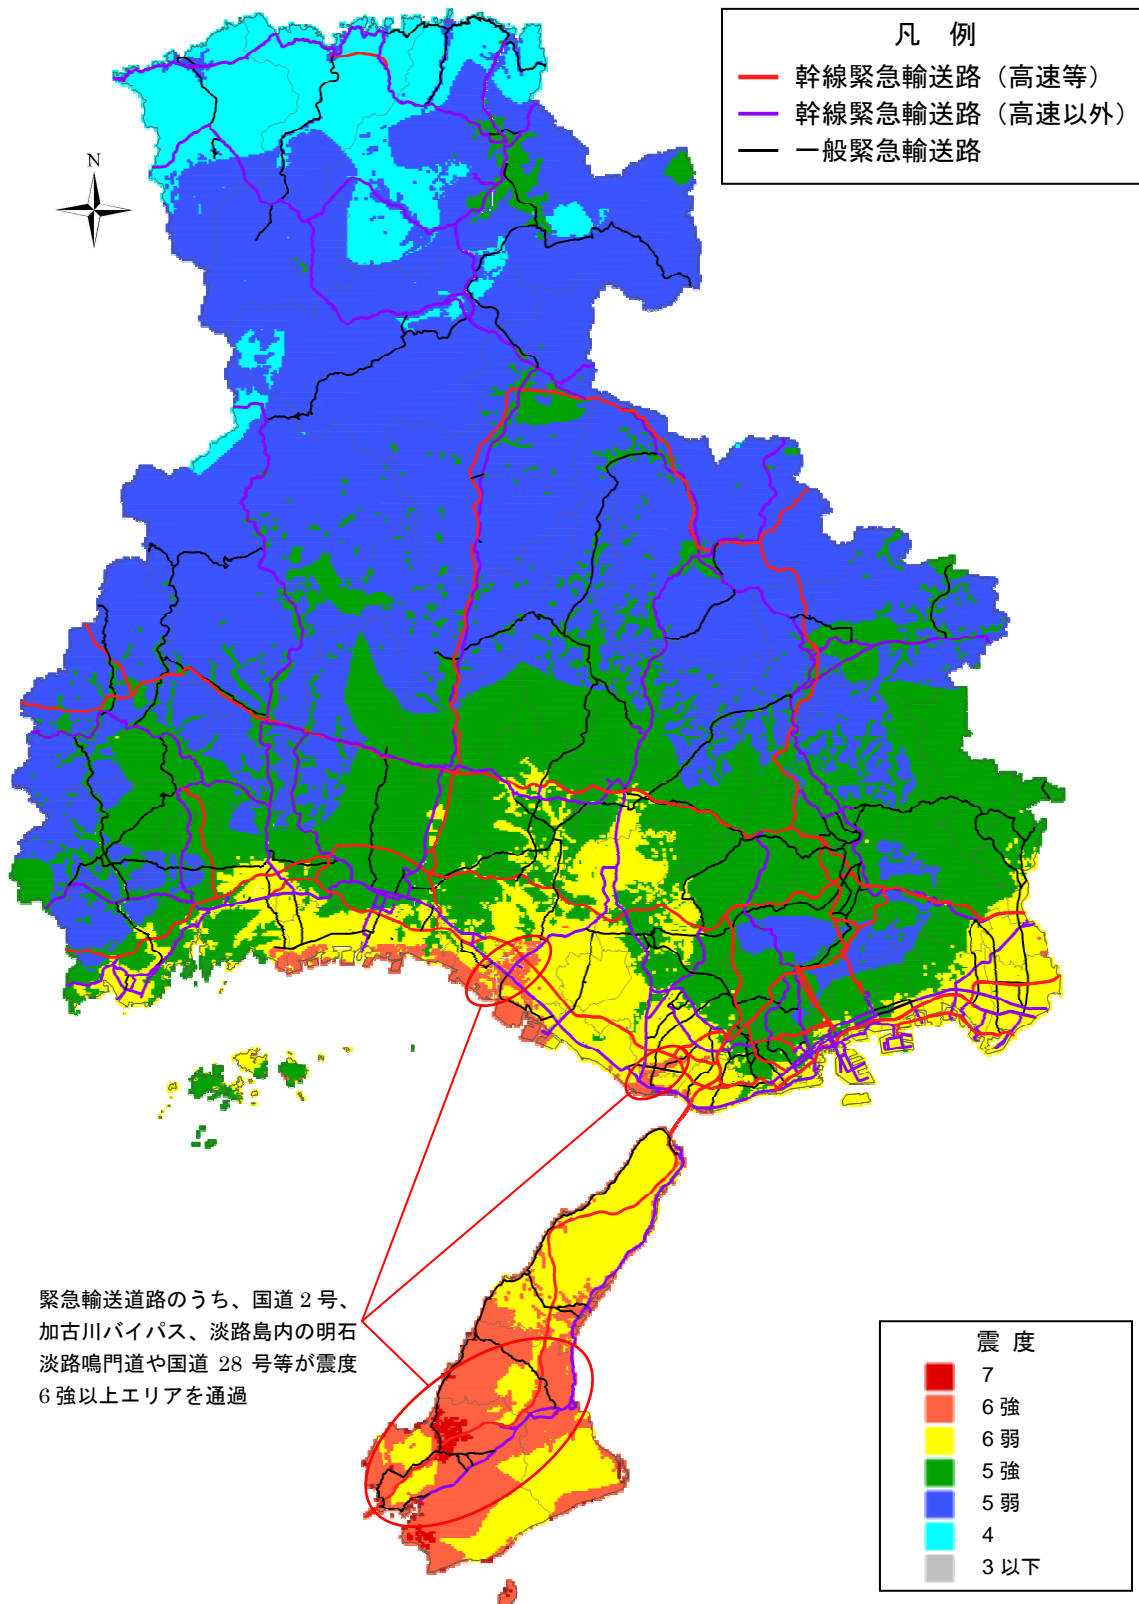 凡 例
幹線緊急輸送路（高速等）
幹線緊急輸送路（高速以外）
一般緊急輸送路
N
緊急輸送道路のうち、国道 2 号、
加古川バイパス、淡路島内の明石
淡路鳴門道や国道 28 号等が震度
6 強以上エリアを通過
震 度
7
6 強
6 弱
5 強
5 弱
4
3 以下